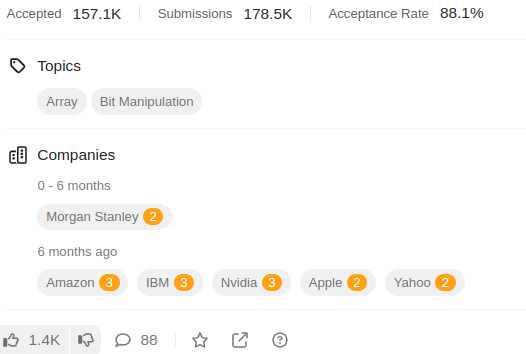 Accepted 157.1K Submissions 178.5K Acceptance Rate 88.1%
Topics
Array Bit Manipulation
Companies
0 - 6 months
Morgan Stanley 2
6 months ago
Amazon 3 IBM 3 Nvidia 3 Apple 2 Yahoo 2
1.4K 88 ?